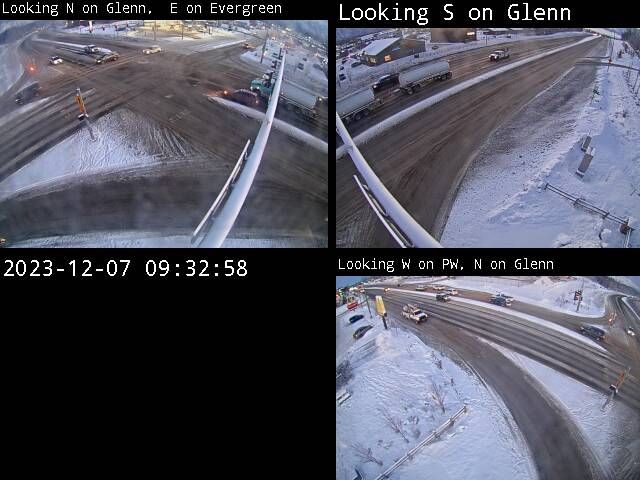 Looking N on Glenn,  E on Evergreen
Looking S on Glenn
2023-12-07 09:32:58
Looking W on PW, N on Glenn